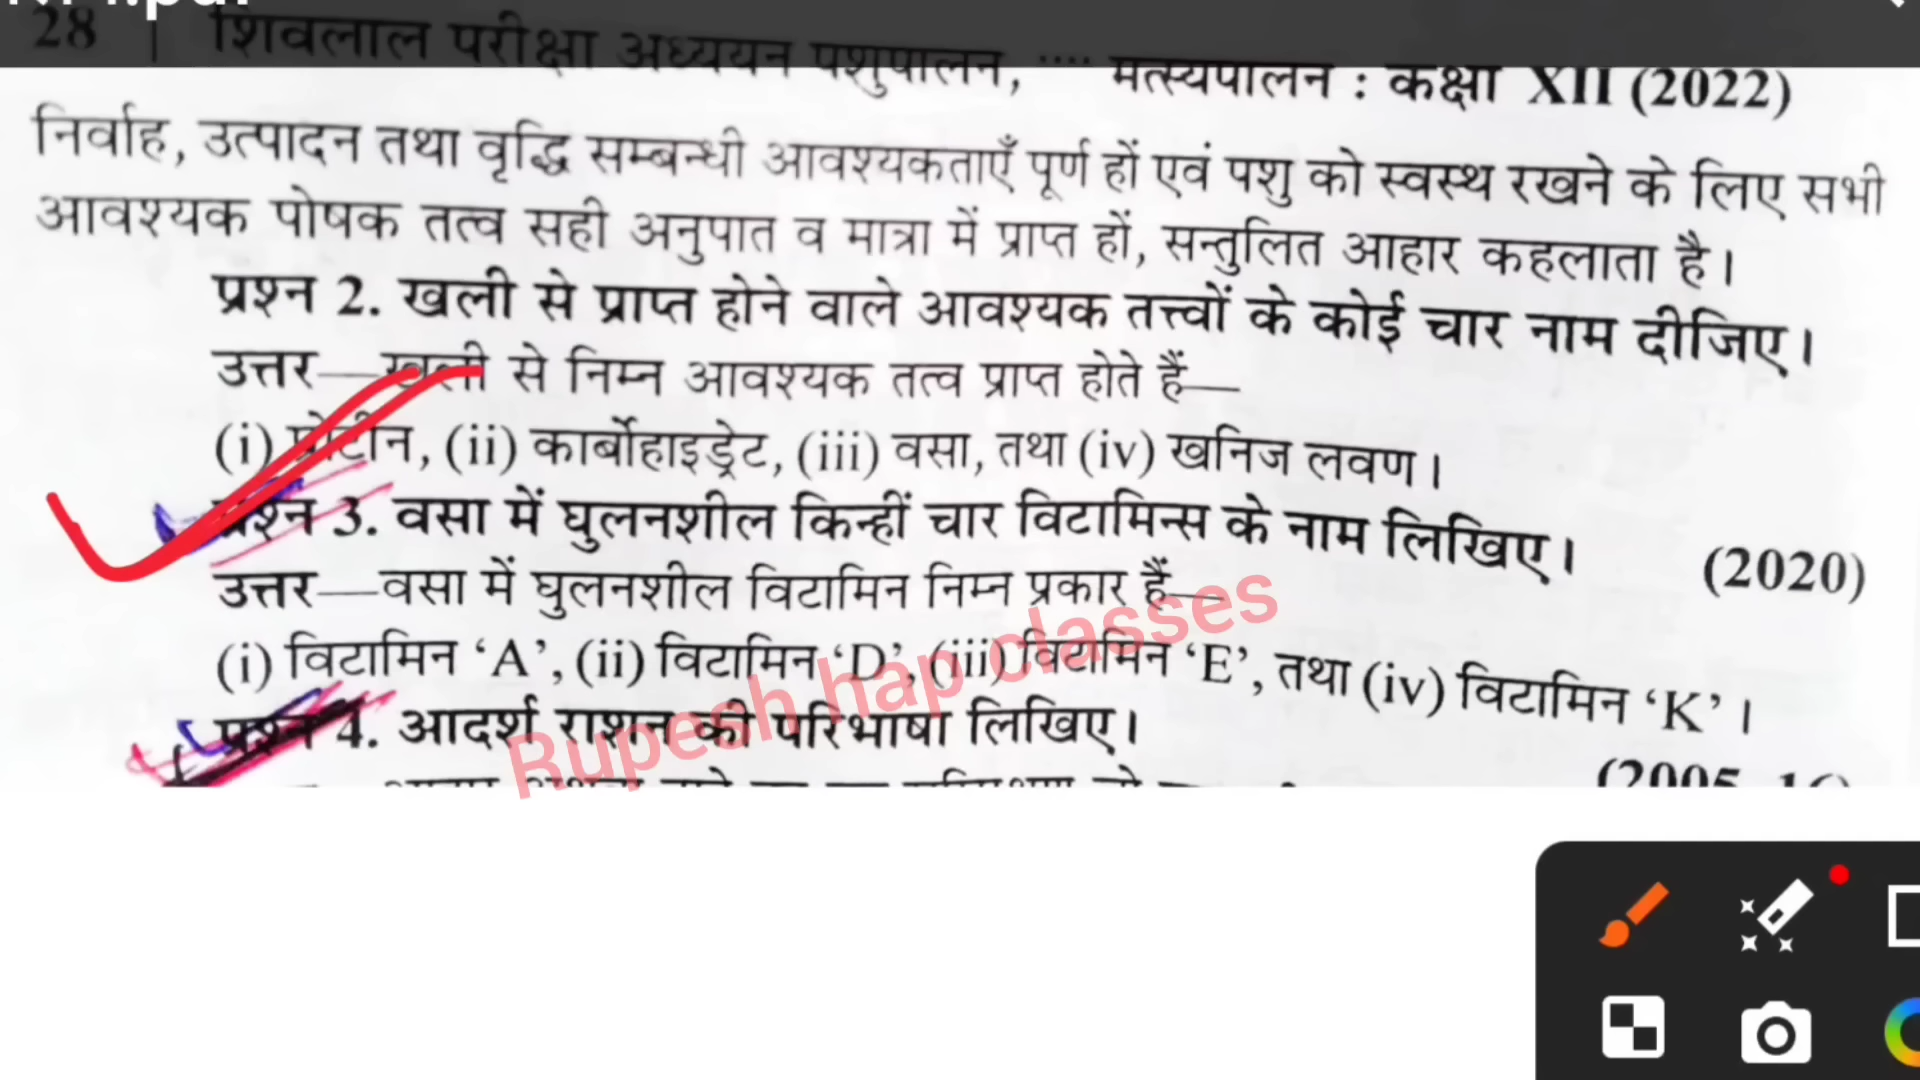 28 | शिवलाल परीक्षा अध्ययन पशुपालन, .... मत्स्यपालन : कक्षा XII (2022)
निर्वाह, उत्पादन तथा वृद्धि सम्बन्धी आवश्यकताएँ पूर्ण हों एवं पशु को स्वस्थ रखने के लिए सभी
आवश्यक पोषक तत्व सही अनुपात व मात्रा में प्राप्त हों, सन्तुलित आहार कहलाता है।
प्रश्न 2. खली से प्राप्त होने वाले आवश्यक तत्त्वों के कोई चार नाम दीजिए।
उत्तर—खली से निम्न आवश्यक तत्व प्राप्त होते हैं—
(i) प्रोटीन, (ii) कार्बोहाइड्रेट, (iii) वसा, तथा (iv) खनिज लवण।
प्रश्न 3. वसा में घुलनशील किन्हीं चार विटामिन्स के नाम लिखिए। (2020)
उत्तर—वसा में घुलनशील विटामिन निम्न प्रकार हैं—
(i) विटामिन ‘A’, (ii) विटामिन ‘D’, (iii) विटामिन ‘E’, तथा (iv) विटामिन ‘K’ ।
प्रश्न 4. आदर्श राशन की परिभाषा लिखिए।
Rupesh hap classes